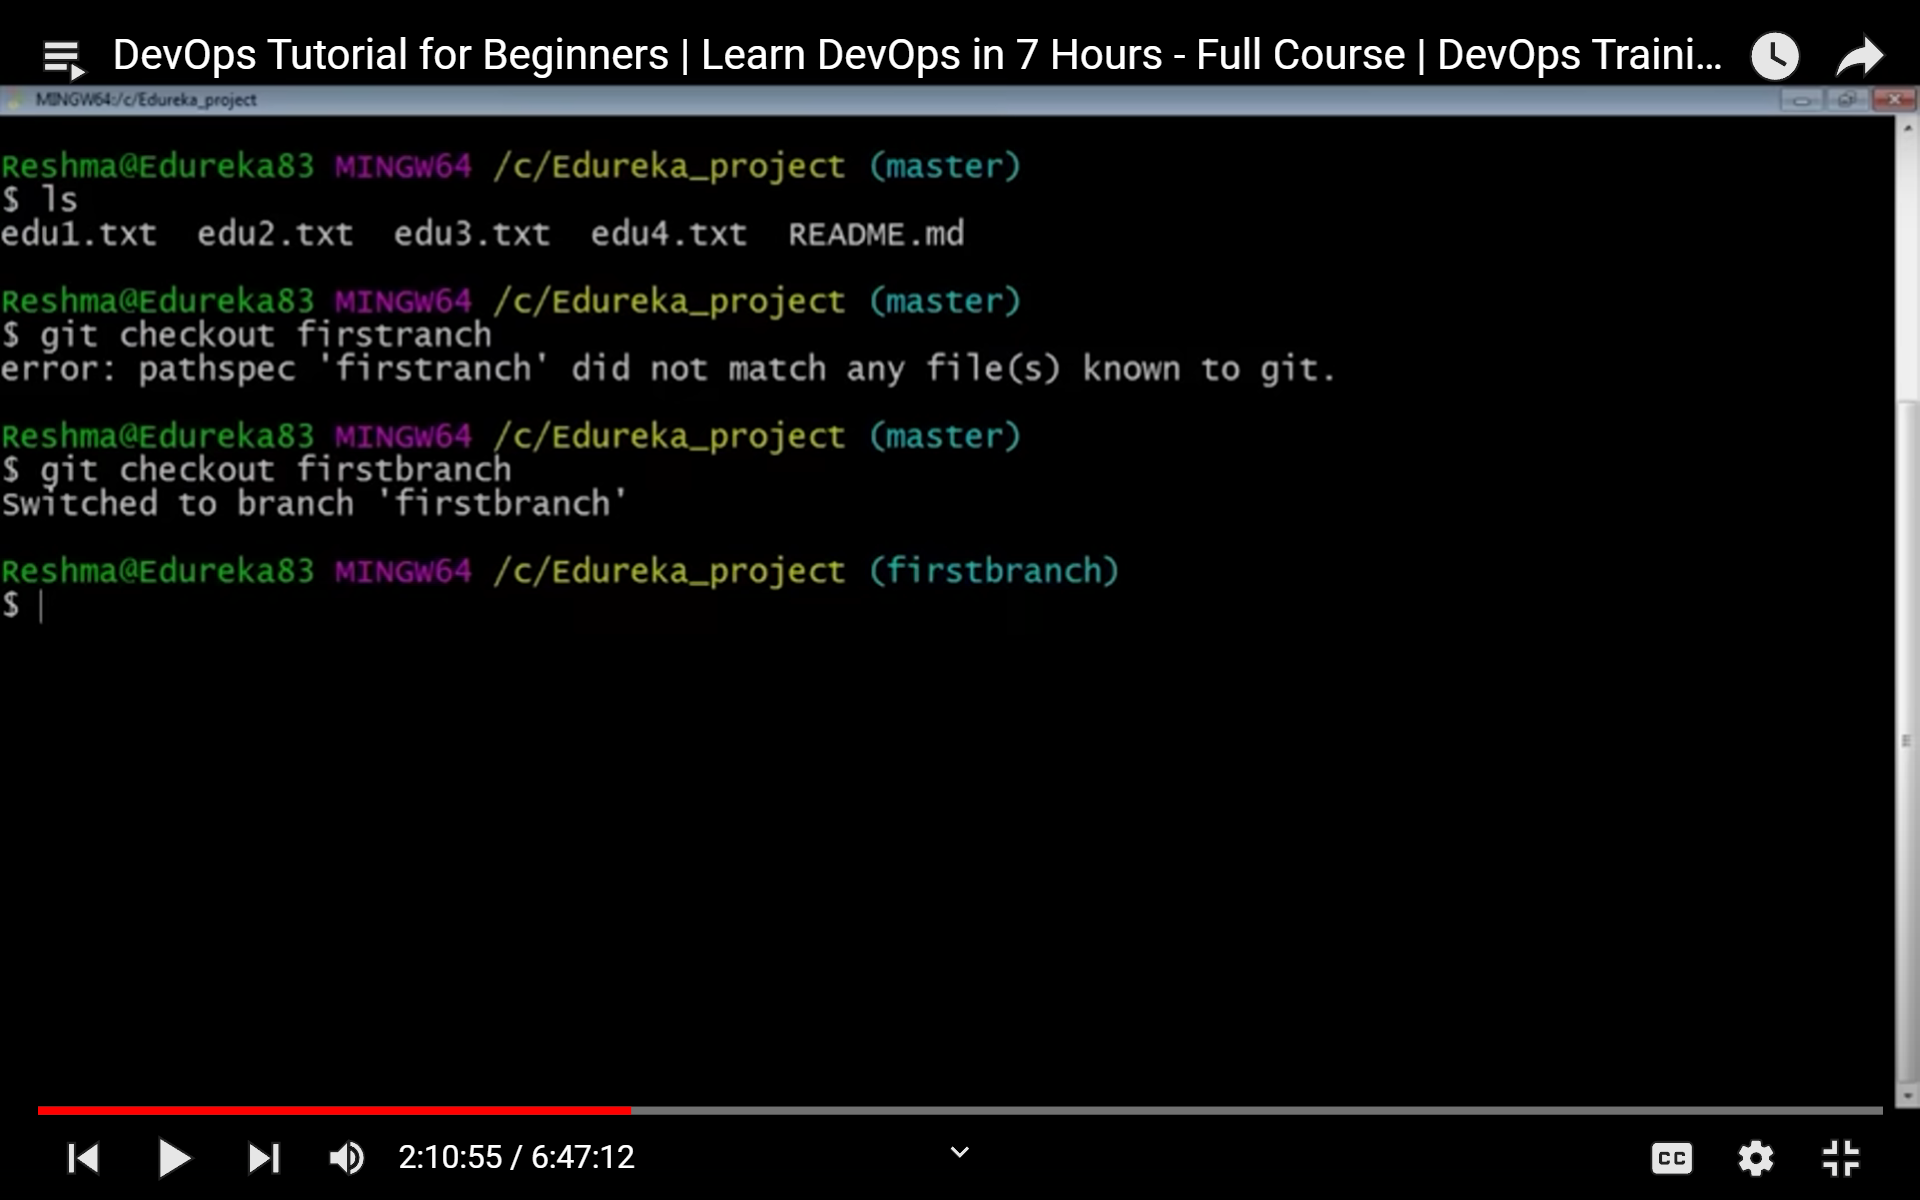 DevOps Tutorial for Beginners | Learn DevOps in 7 Hours - Full Course | DevOps Traini...
MINGW64:/c/Edureka_project
Reshma@Edureka83 MINGW64 /c/Edureka_project (master)
$ ls
edu1.txt  edu2.txt  edu3.txt  edu4.txt  README.md
Reshma@Edureka83 MINGW64 /c/Edureka_project (master)
$ git checkout firstranch
error: pathspec 'firstranch' did not match any file(s) known to git.
Reshma@Edureka83 MINGW64 /c/Edureka_project (master)
$ git checkout firstbranch
Switched to branch 'firstbranch'
Reshma@Edureka83 MINGW64 /c/Edureka_project (firstbranch)
$
2:10:55 / 6:47:12
CC